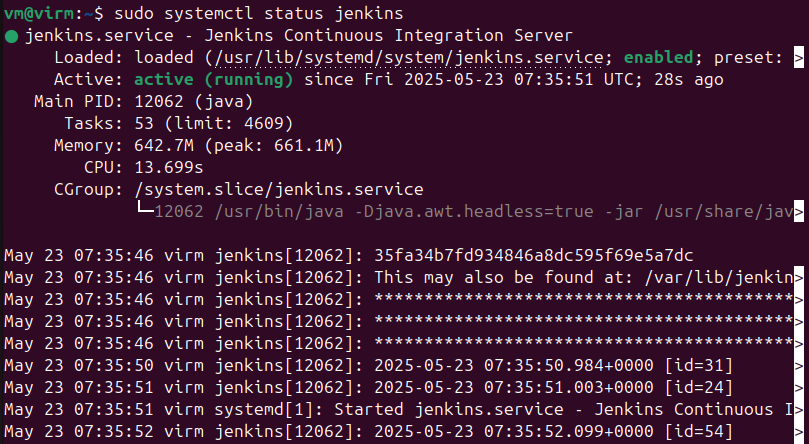 vm@virm:~$ sudo systemctl status jenkins
● jenkins.service - Jenkins Continuous Integration Server
     Loaded: loaded (/usr/lib/systemd/system/jenkins.service; enabled; preset: >
     Active: active (running) since Fri 2025-05-23 07:35:51 UTC; 28s ago
   Main PID: 12062 (java)
      Tasks: 53 (limit: 4609)
     Memory: 642.7M (peak: 661.1M)
        CPU: 13.699s
     CGroup: /system.slice/jenkins.service
             └─12062 /usr/bin/java -Djava.awt.headless=true -jar /usr/share/jav>
May 23 07:35:46 virm jenkins[12062]: 35fa34b7fd934846a8dc595f69e5a7dc
May 23 07:35:46 virm jenkins[12062]: This may also be found at: /var/lib/jenkin>
May 23 07:35:46 virm jenkins[12062]: ******************************************>
May 23 07:35:46 virm jenkins[12062]: ******************************************>
May 23 07:35:46 virm jenkins[12062]: ******************************************>
May 23 07:35:50 virm jenkins[12062]: 2025-05-23 07:35:50.984+0000 [id=31]
May 23 07:35:51 virm jenkins[12062]: 2025-05-23 07:35:51.003+0000 [id=24]
May 23 07:35:51 virm systemd[1]: Started jenkins.service - Jenkins Continuous I>
May 23 07:35:52 virm jenkins[12062]: 2025-05-23 07:35:52.099+0000 [id=54]